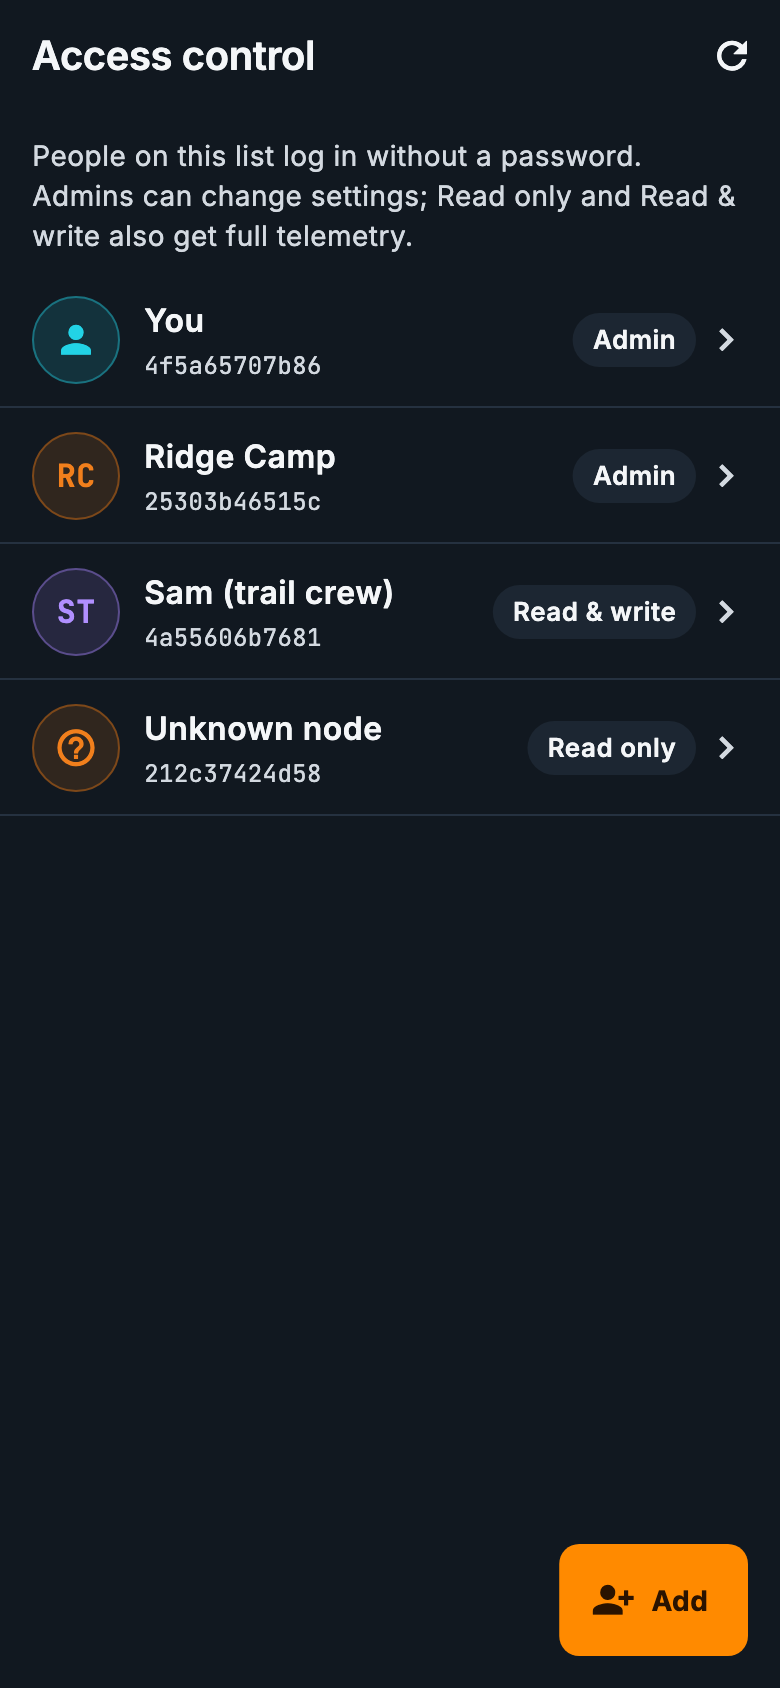 Access control
People on this list log in without a password.
Admins can change settings; Read only and Read &
write also get full telemetry.
You
4f5a65707b86
Admin
RC
Ridge Camp
25303b46515c
Admin
ST
Sam (trail crew)
4a55606b7681
Read & write
Unknown node
212c37424d58
Read only
Add